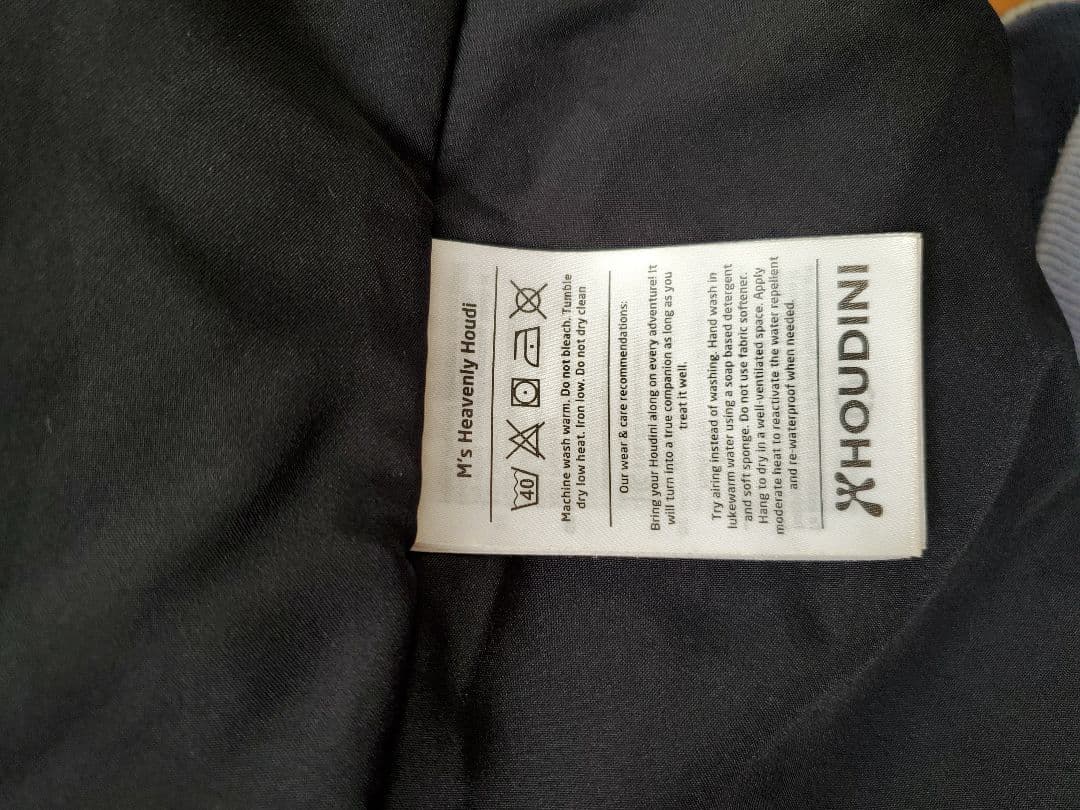 M's Heavenly Houdi
40
Machine wash warm. Do not bleach. Tumble
dry low heat. Iron low. Do not dry clean
Our wear & care recommendations:
Bring your Houdini along on every adventure! It
will turn into a true companion as long as you
treat it well.
Try airing instead of washing. Hand wash in
lukewarm water using a soap based detergent
and soft sponge. Do not use fabric softener.
Hang to dry in a well-ventilated space. Apply
moderate heat to reactivate the water repellent
and re-waterproof when needed.
HOUDINI